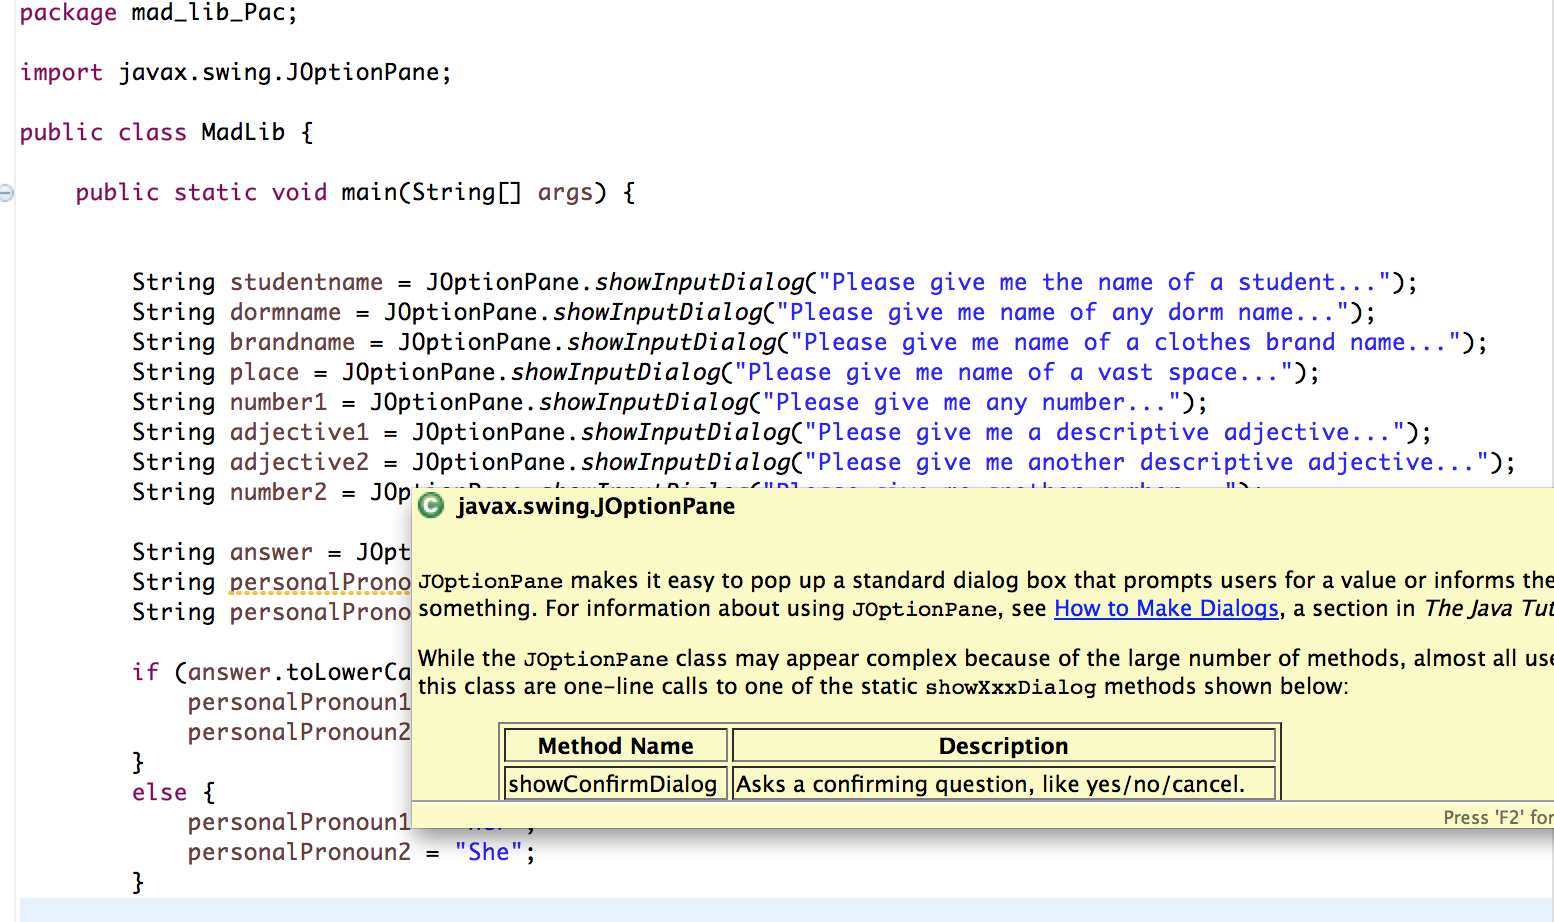 package mad_lib_Pac;
import javax.swing.JOptionPane;
public class MadLib {
public static void main(String[] args) {
String studentname = JOptionPane.showInputDialog("Please give me the name of a student...");
String dormname = JOptionPane.showInputDialog("Please give me name of any dorm name...");
String brandname = JOptionPane.showInputDialog("Please give me name of a clothes brand name...");
String place = JOptionPane.showInputDialog("Please give me name of a vast space...");
String number1 = JOptionPane.showInputDialog("Please give me any number...");
String adjective1 = JOptionPane.showInputDialog("Please give me a descriptive adjective...");
String adjective2 = JOptionPane.showInputDialog("Please give me another descriptive adjective...");
String number2 = JOp
String answer = JOpt
String personalProno
String personalProno
if (answer.toLowerCa
personalPronoun1
personalPronoun2
}
else {
personalPronoun1
personalPronoun2 = "She";
}
C javax.swing.JOptionPane
JOptionPane makes it easy to pop up a standard dialog box that prompts users for a value or informs the
something. For information about using JOptionPane, see How to Make Dialogs, a section in The Java Tut
While the JOptionPane class may appear complex because of the large number of methods, almost all use
this class are one-line calls to one of the static showXxxDialog methods shown below:
Method Name Description
showConfirmDialog Asks a confirming question, like yes/no/cancel.
Press 'F2' for